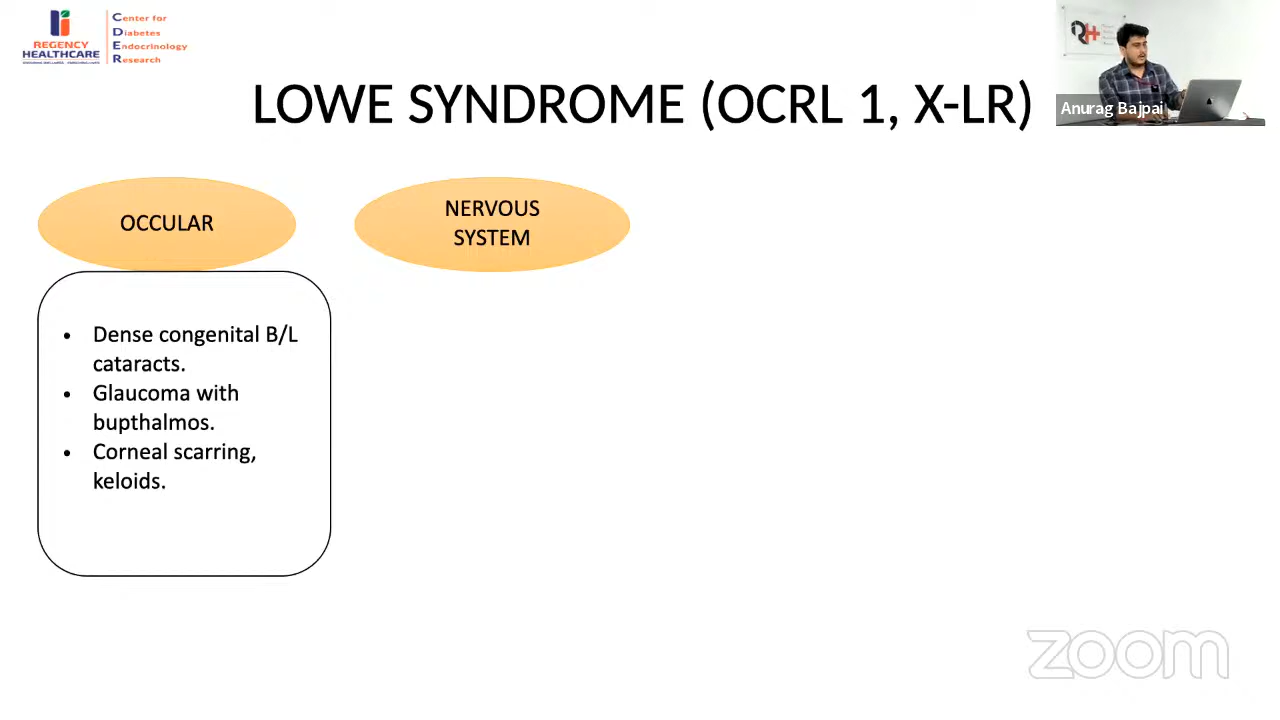 Center for
Diabetes
Endocrinology
Research
REGENCY
HEALTHCARE
LOWE SYNDROME (OCRL 1, X-LR)
Anurag Bajpai
OCCULAR
NERVOUS
SYSTEM
• Dense congenital B/L
cataracts.
• Glaucoma with
bupthalmos.
• Corneal scarring,
keloids.
zoom